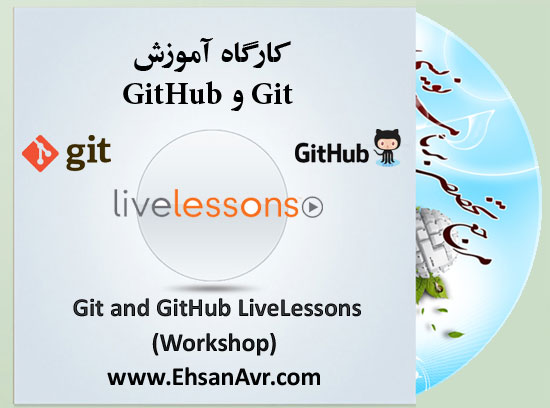 کارگاه آموزش
Git و GitHub
git
GitHub
livelessons
Git and GitHub LiveLessons
(Workshop)
www.EhsanAvr.com